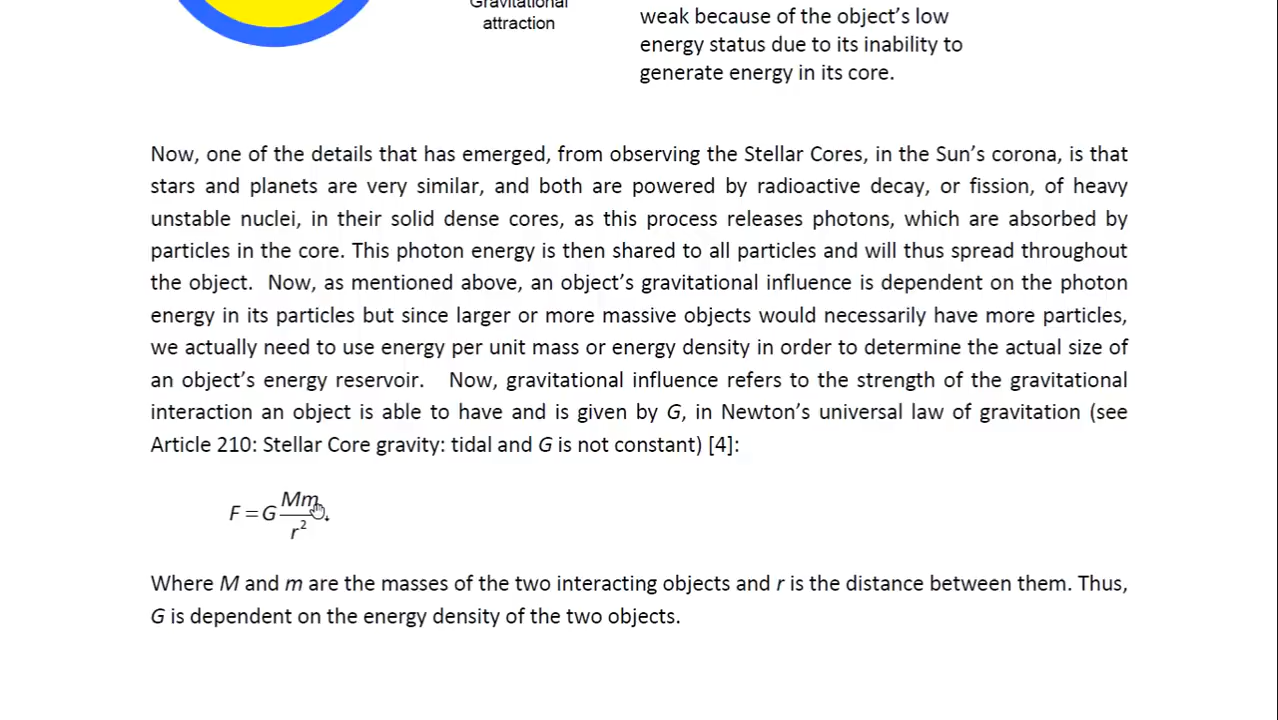 Gravitational
attraction
weak because of the object's low
energy status due to its inability to
generate energy in its core.
Now, one of the details that has emerged, from observing the Stellar Cores, in the Sun's corona, is that
stars and planets are very similar, and both are powered by radioactive decay, or fission, of heavy
unstable nuclei, in their solid dense cores, as this process releases photons, which are absorbed by
particles in the core. This photon energy is then shared to all particles and will thus spread throughout
the object. Now, as mentioned above, an object's gravitational influence is dependent on the photon
energy in its particles but since larger or more massive objects would necessarily have more particles,
we actually need to use energy per unit mass or energy density in order to determine the actual size of
an object's energy reservoir. Now, gravitational influence refers to the strength of the gravitational
interaction an object is able to have and is given by G, in Newton's universal law of gravitation (see
Article 210: Stellar Core gravity: tidal and G is not constant) [4]:
F = G Mm / r²
Where M and m are the masses of the two interacting objects and r is the distance between them. Thus,
G is dependent on the energy density of the two objects.